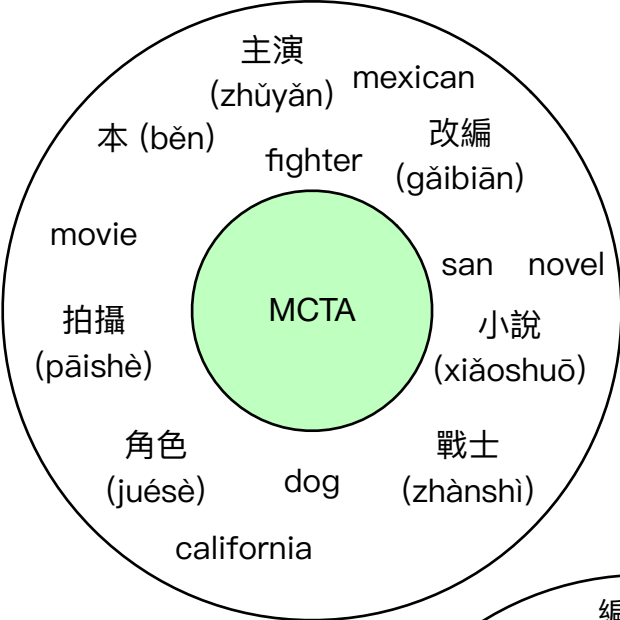 主演
(zhǔyǎn)
mexican
本 (běn)
改編
(gǎibiān)
fighter
movie
san
novel
MCTA
拍攝
(pāishè)
小說
(xiǎoshuō)
角色
(juésè)
dog
戰士
(zhànshì)
california